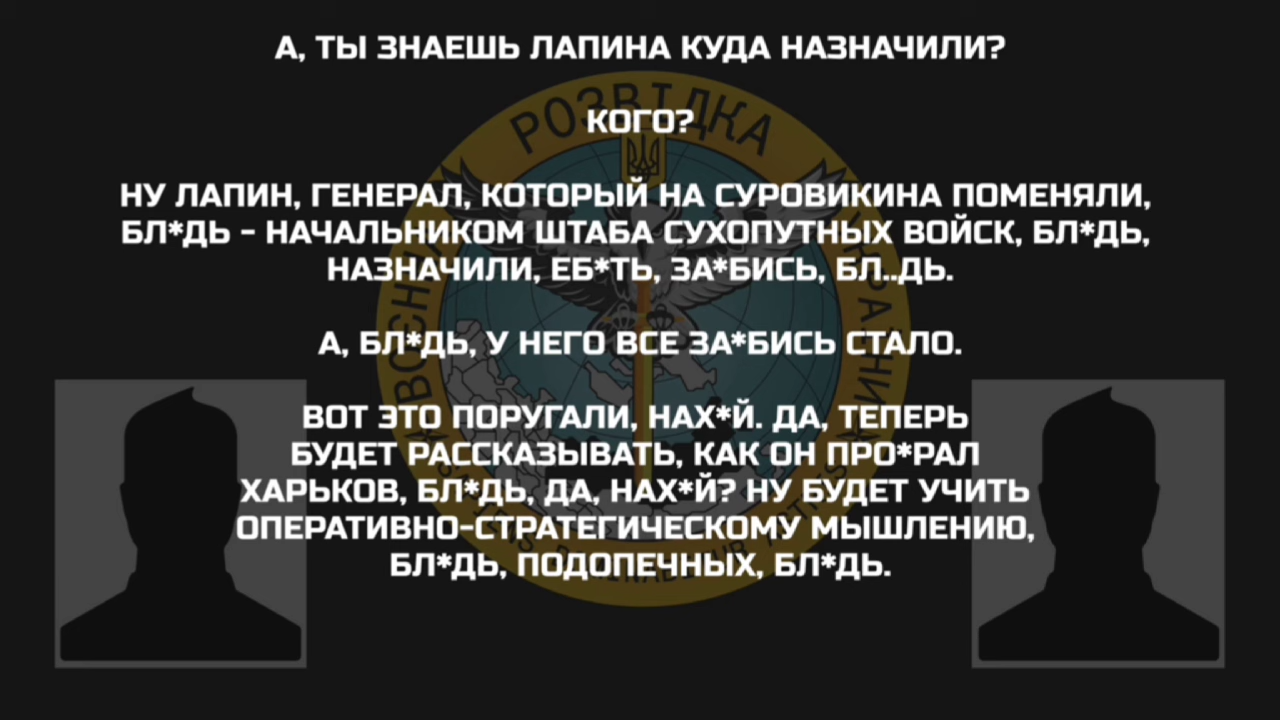 А, ТЫ ЗНАЕШЬ ЛАПИНА КУДА НАЗНАЧИЛИ?
КОГО?
НУ ЛАПИН, ГЕНЕРАЛ, КОТОРЫЙ НА СУРОВИКИНА ПОМЕНЯЛИ,
БЛ*ДЬ - НАЧАЛЬНИКОМ ШТАБА СУХОПУТНЫХ ВОЙСК, БЛ*ДЬ,
НАЗНАЧИЛИ, ЕБ*ТЬ, ЗА*БИСЬ, БЛ..ДЬ.
А, БЛ*ДЬ, У НЕГО ВСЕ ЗА*БИСЬ СТАЛО.
ВОТ ЭТО ПОРУГАЛИ, НАХ*Й. ДА, ТЕПЕРЬ
БУДЕТ РАССКАЗЫВАТЬ, КАК ОН ПРО*РАЛ
ХАРЬКОВ, БЛ*ДЬ, ДА, НАХ*Й? НУ БУДЕТ УЧИТЬ
ОПЕРАТИВНО-СТРАТЕГИЧЕСКОМУ МЫШЛЕНИЮ,
БЛ*ДЬ, ПОДОПЕЧНЫХ, БЛ*ДЬ.
РОЗВІДКА
УКРАЇНИ